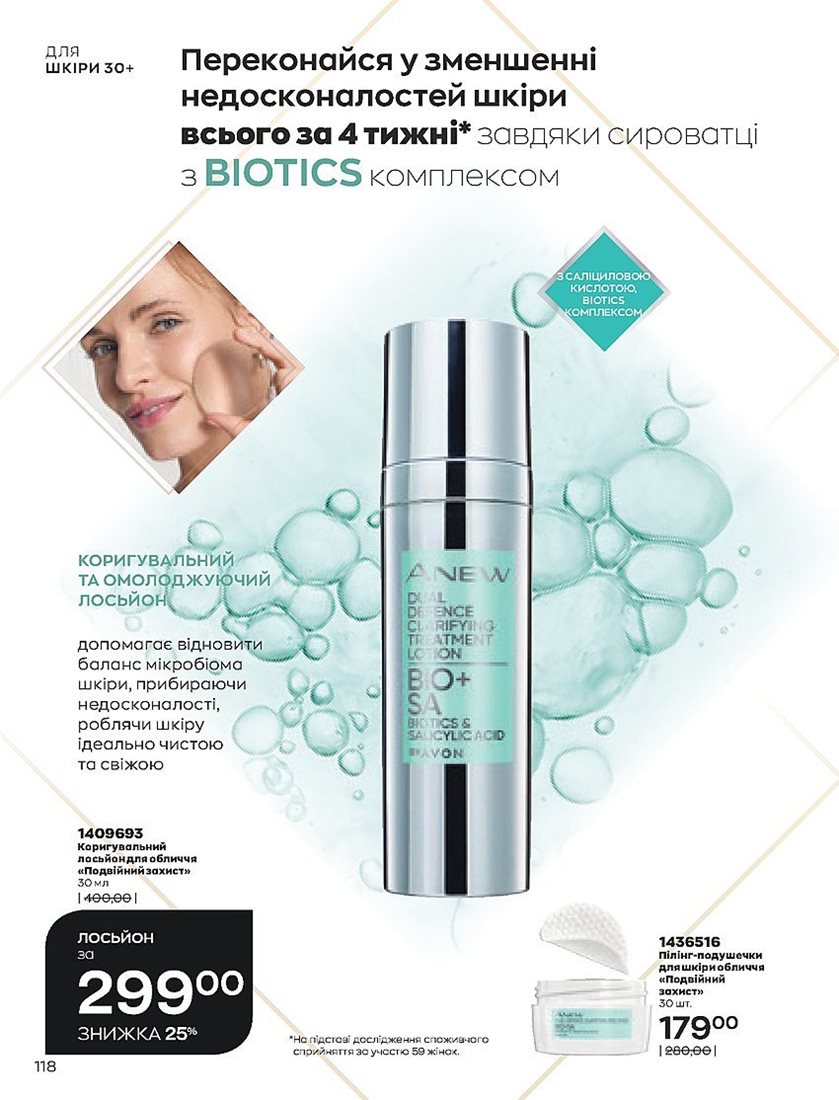 ДЛЯ
ШКІРИ 30+
Переконайся у зменшенні
недосконалостей шкіри
всього за 4 тижні* завдяки сироватці
з BIOTICS комплексом
З САЛІЦИЛОВОЮ
КИСЛОТОЮ,
BIOTICS
КОМПЛЕКСОМ
КОРИГУВАЛЬНИЙ
ТА ОМОЛОДЖУЮЧИЙ
ЛОСЬЙОН
допомагає відновити
баланс мікробіома
шкіри, прибираючи
недосконалості,
роблячи шкіру
ідеально чистою
та свіжою
ANEW
DUAL
DEFENCE
CLARIFYING
TREATMENT
LOTION
BIO+
SA
BIOTICS &
SALICYLIC ACID
BY AVON
1409693
Коригувальний
лосьйон для обличчя
«Подвійний захист»
30 мл
| 400,00 |
ЛОСЬЙОН
за
299⁰⁰
ЗНИЖКА 25%
*На підставі дослідження споживчого
сприйняття за участю 59 жінок.
ANEW
1436516
Пілінг-подушечки
для шкіри обличчя
«Подвійний
захист»
30 шт.
179⁰⁰
| 280,00 |
118